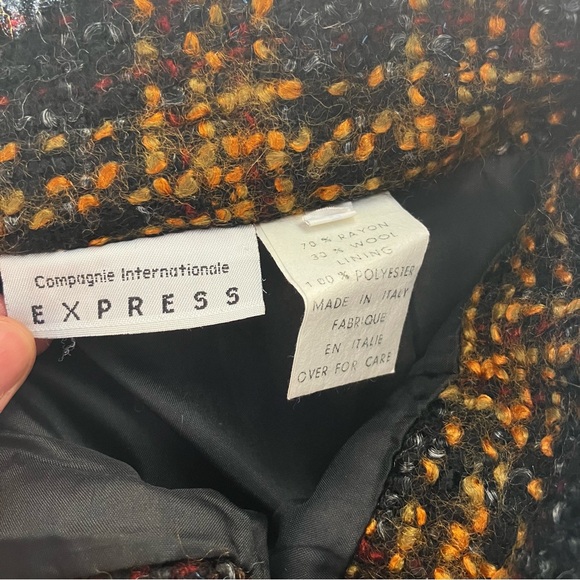 Compagnie Internationale
EXPRESS
70% RAYON
30% WOOL
LINING
100% POLYESTER
MADE IN ITALY
FABRIQUE
EN ITALIE
OVER FOR CARE